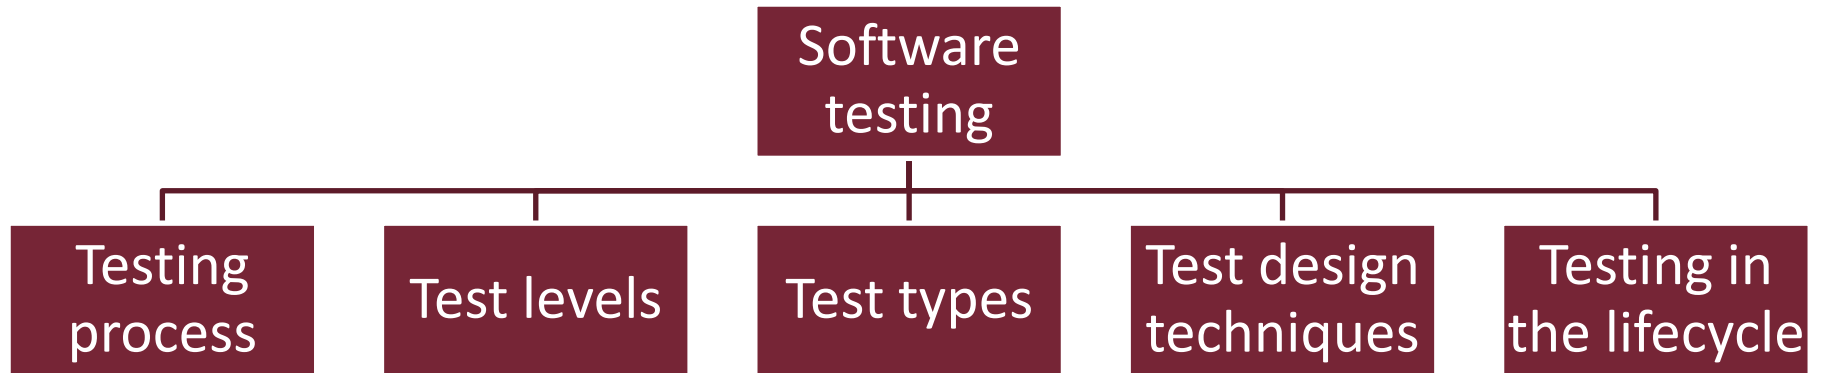 Software
testing
Testing
process
Test levels
Test types
Test design
techniques
Testing in
the lifecycle